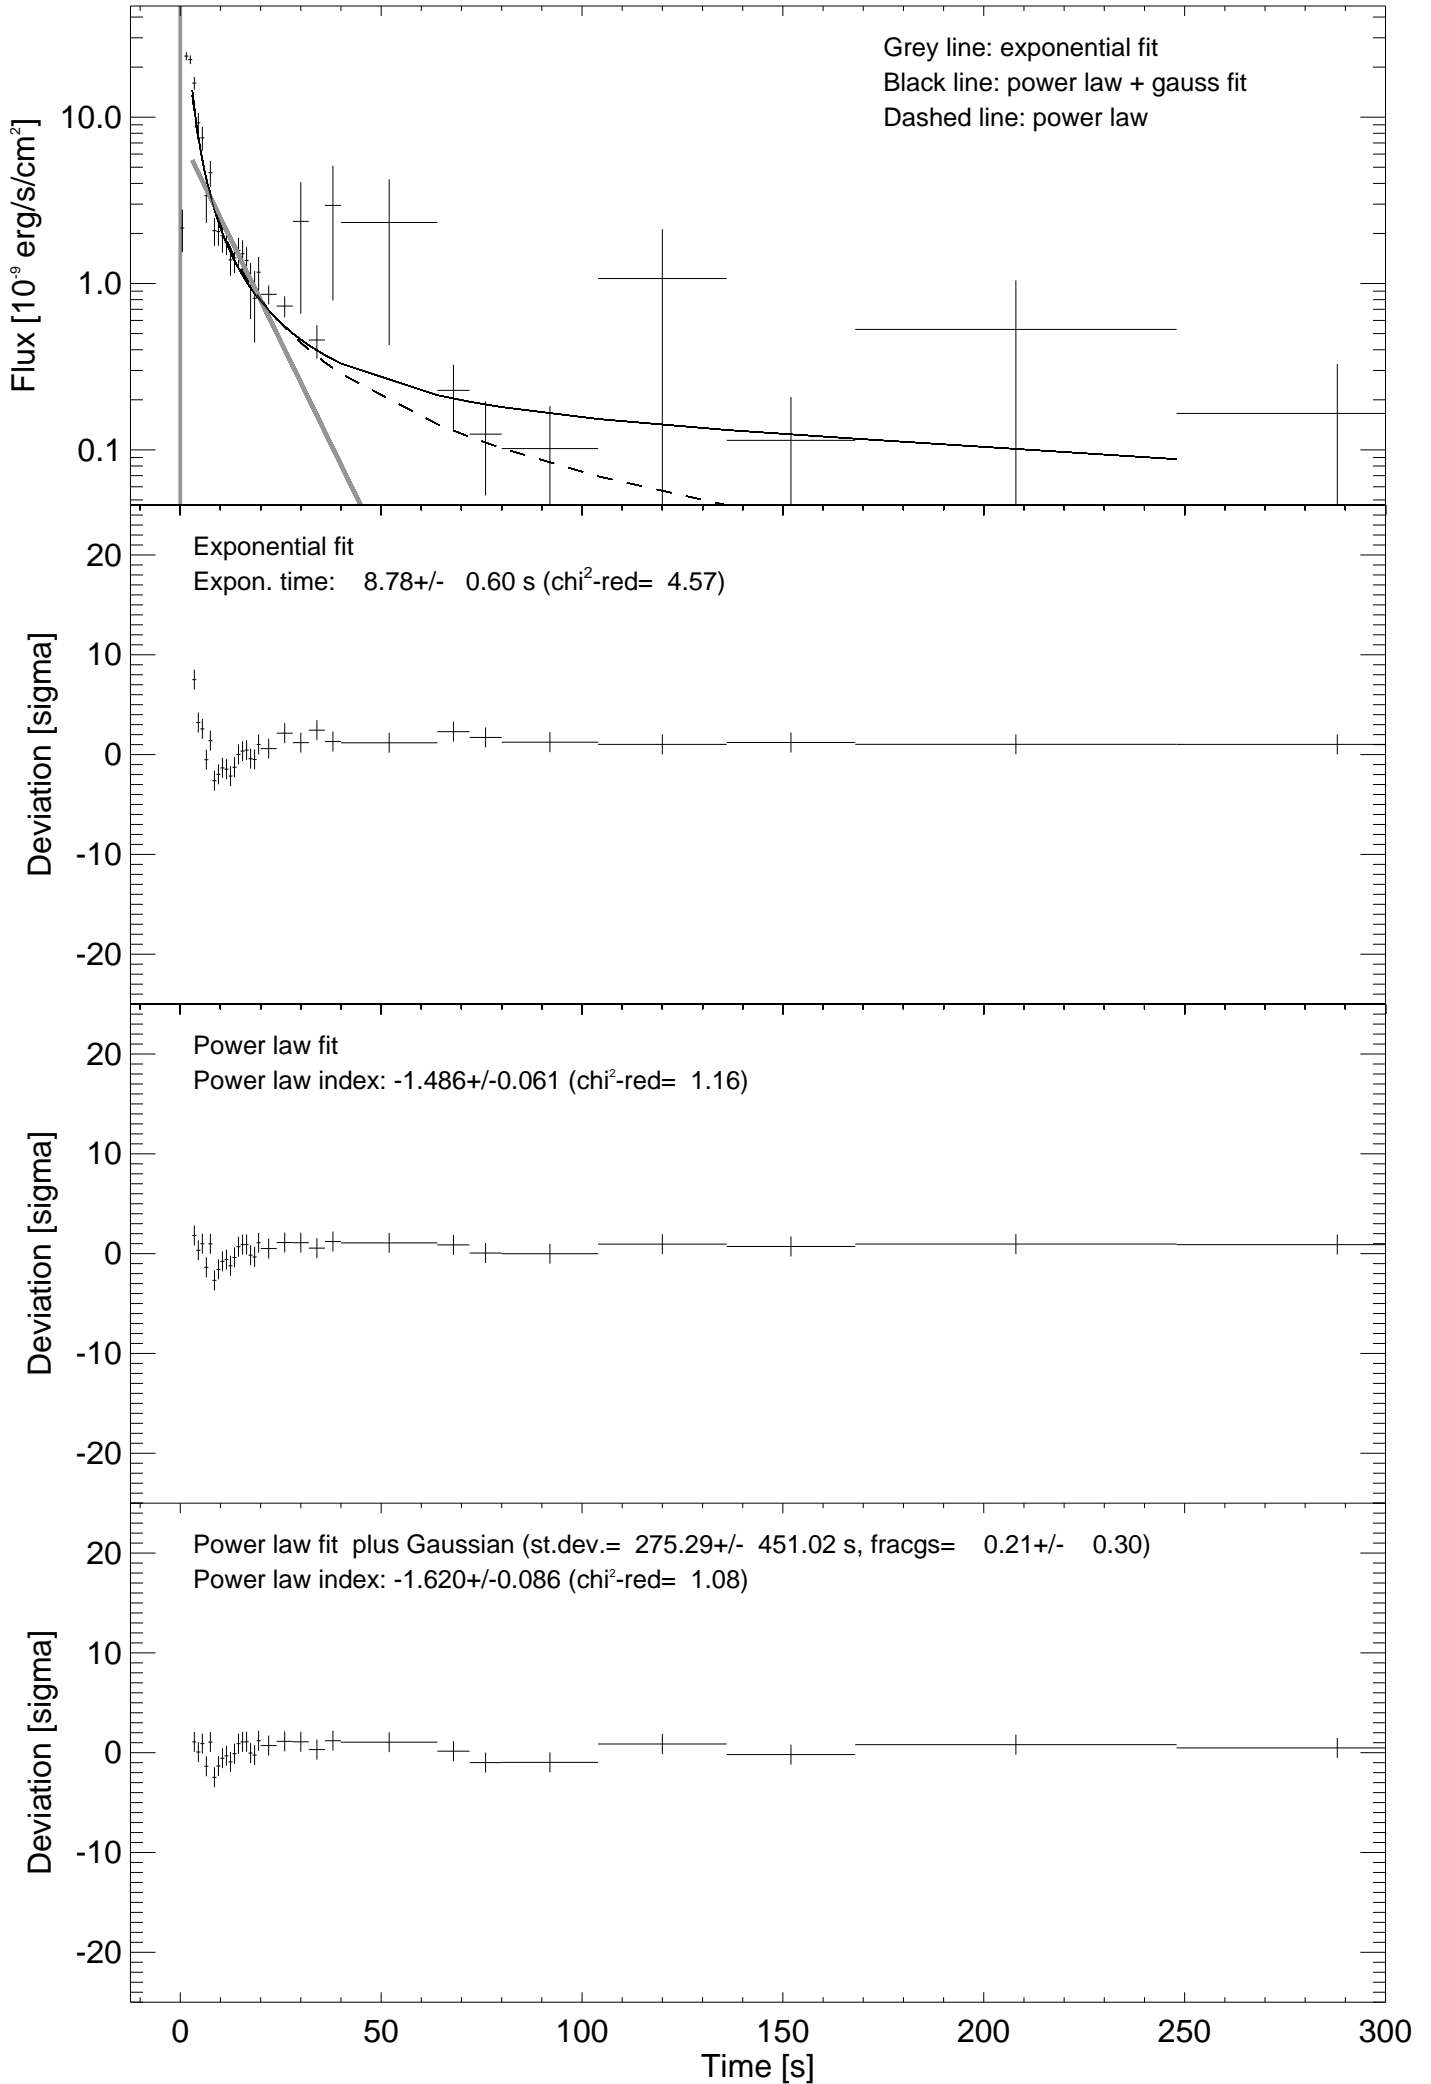 Grey line: exponential fit
Black line: power law + gauss fit
Dashed line: power law
10.0
1.0
0.1
Flux [10⁻⁹ erg/s/cm²]
Exponential fit
Expon. time: 8.78+/- 0.60 s (chi²-red= 4.57)
20
10
0
-10
-20
Deviation [sigma]
Power law fit
Power law index: -1.486+/-0.061 (chi²-red= 1.16)
20
10
0
-10
-20
Deviation [sigma]
Power law fit plus Gaussian (st.dev.= 275.29+/- 451.02 s, fracgs= 0.21+/- 0.30)
Power law index: -1.620+/-0.086 (chi²-red= 1.08)
20
10
0
-10
-20
Deviation [sigma]
0 50 100 150 200 250 300
Time [s]